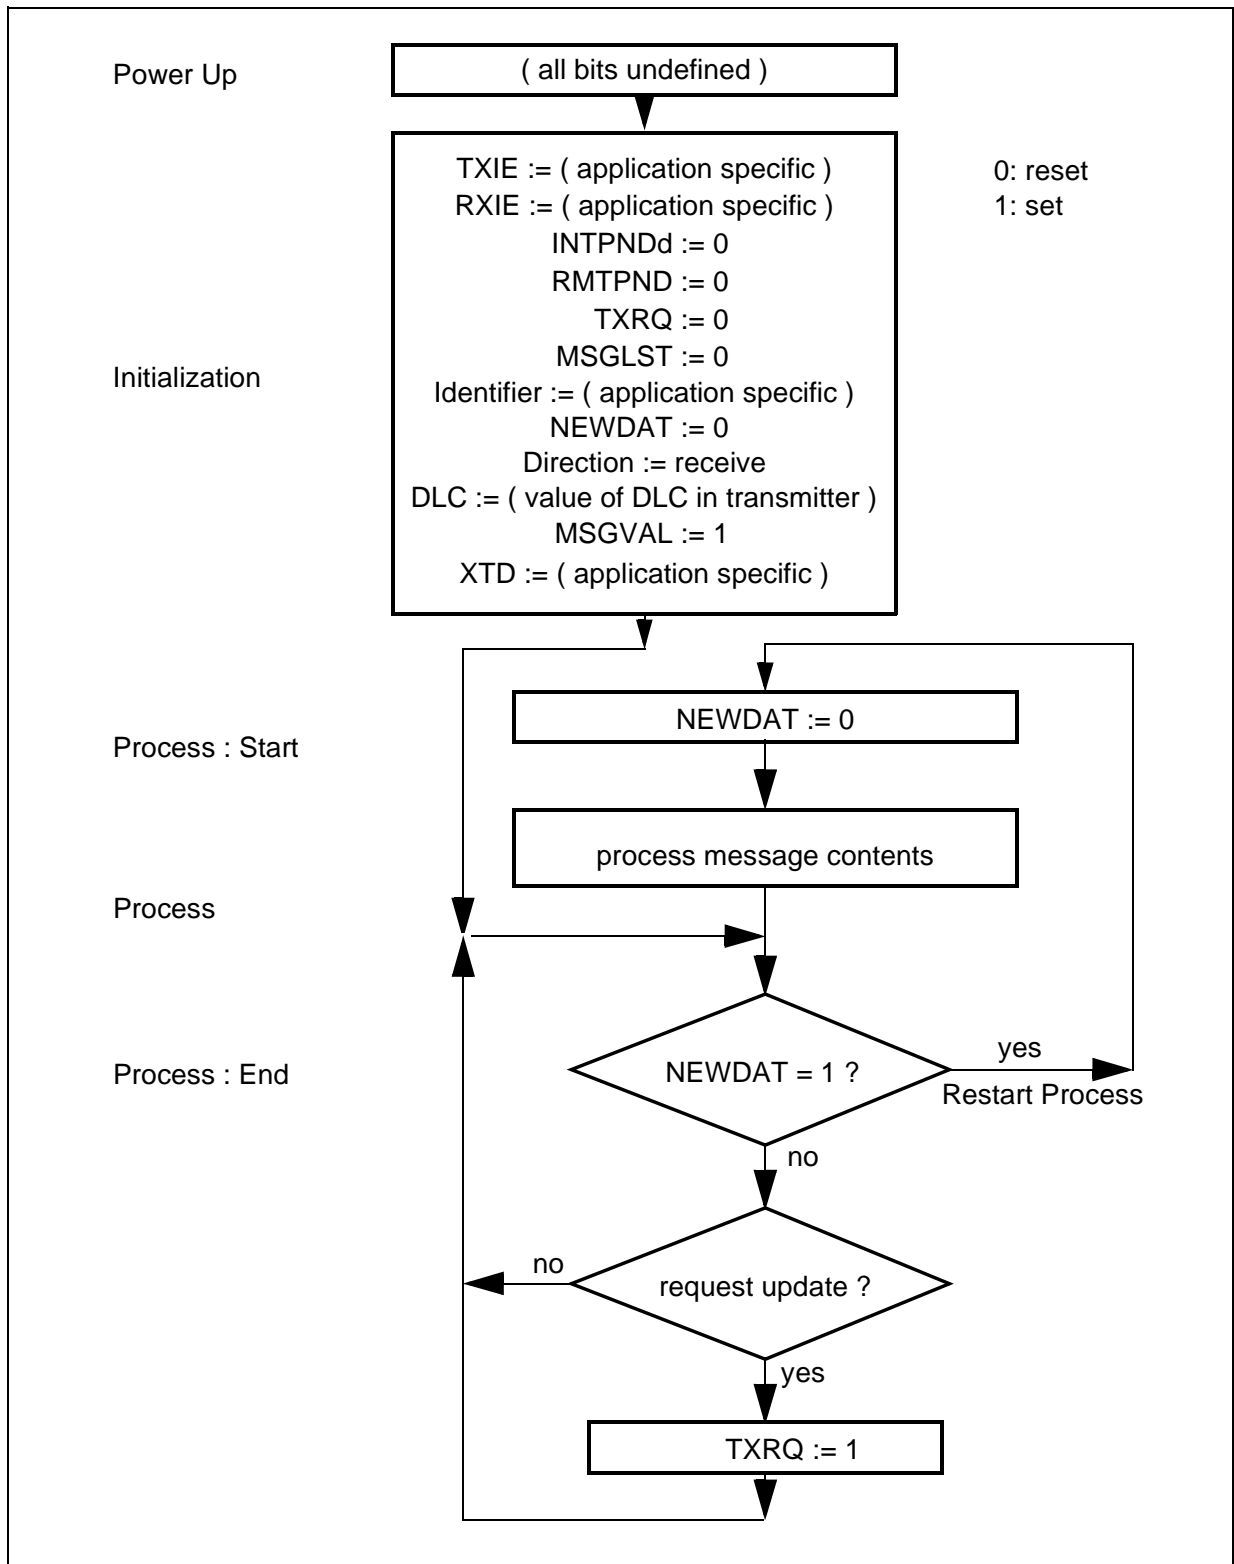 Power Up
( all bits undefined )
TXIE := ( application specific )
0: reset
RXIE := ( application specific )
1: set
INTPNDd := 0
RMTPND := 0
TXRQ := 0
MSGLST := 0
Initialization
Identifier := ( application specific )
NEWDAT := 0
Direction := receive
DLC := ( value of DLC in transmitter )
MSGVAL := 1
XTD := ( application specific )
NEWDAT := 0
Process : Start
process message contents
Process
yes
Process : End
NEWDAT = 1 ?
Restart Process
no
no
request update ?
yes
TXRQ := 1